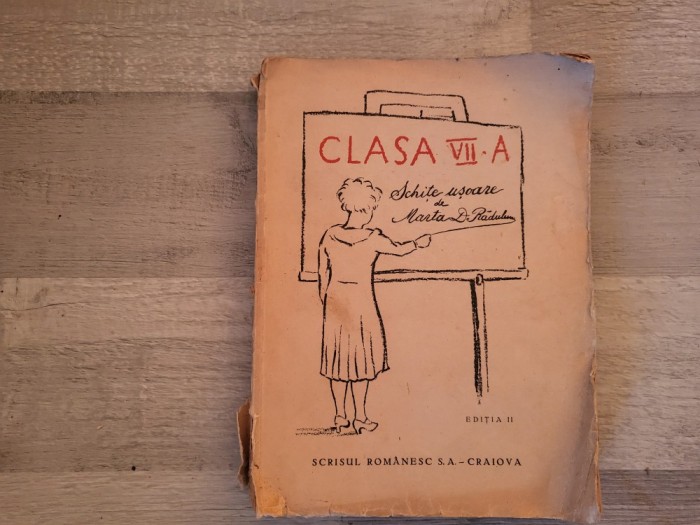 CLASA VII-A
Schițe ușoare
de
Marta D. Rădulescu
EDIȚIA II
SCRISUL ROMÂNESC S.A. – CRAIOVA